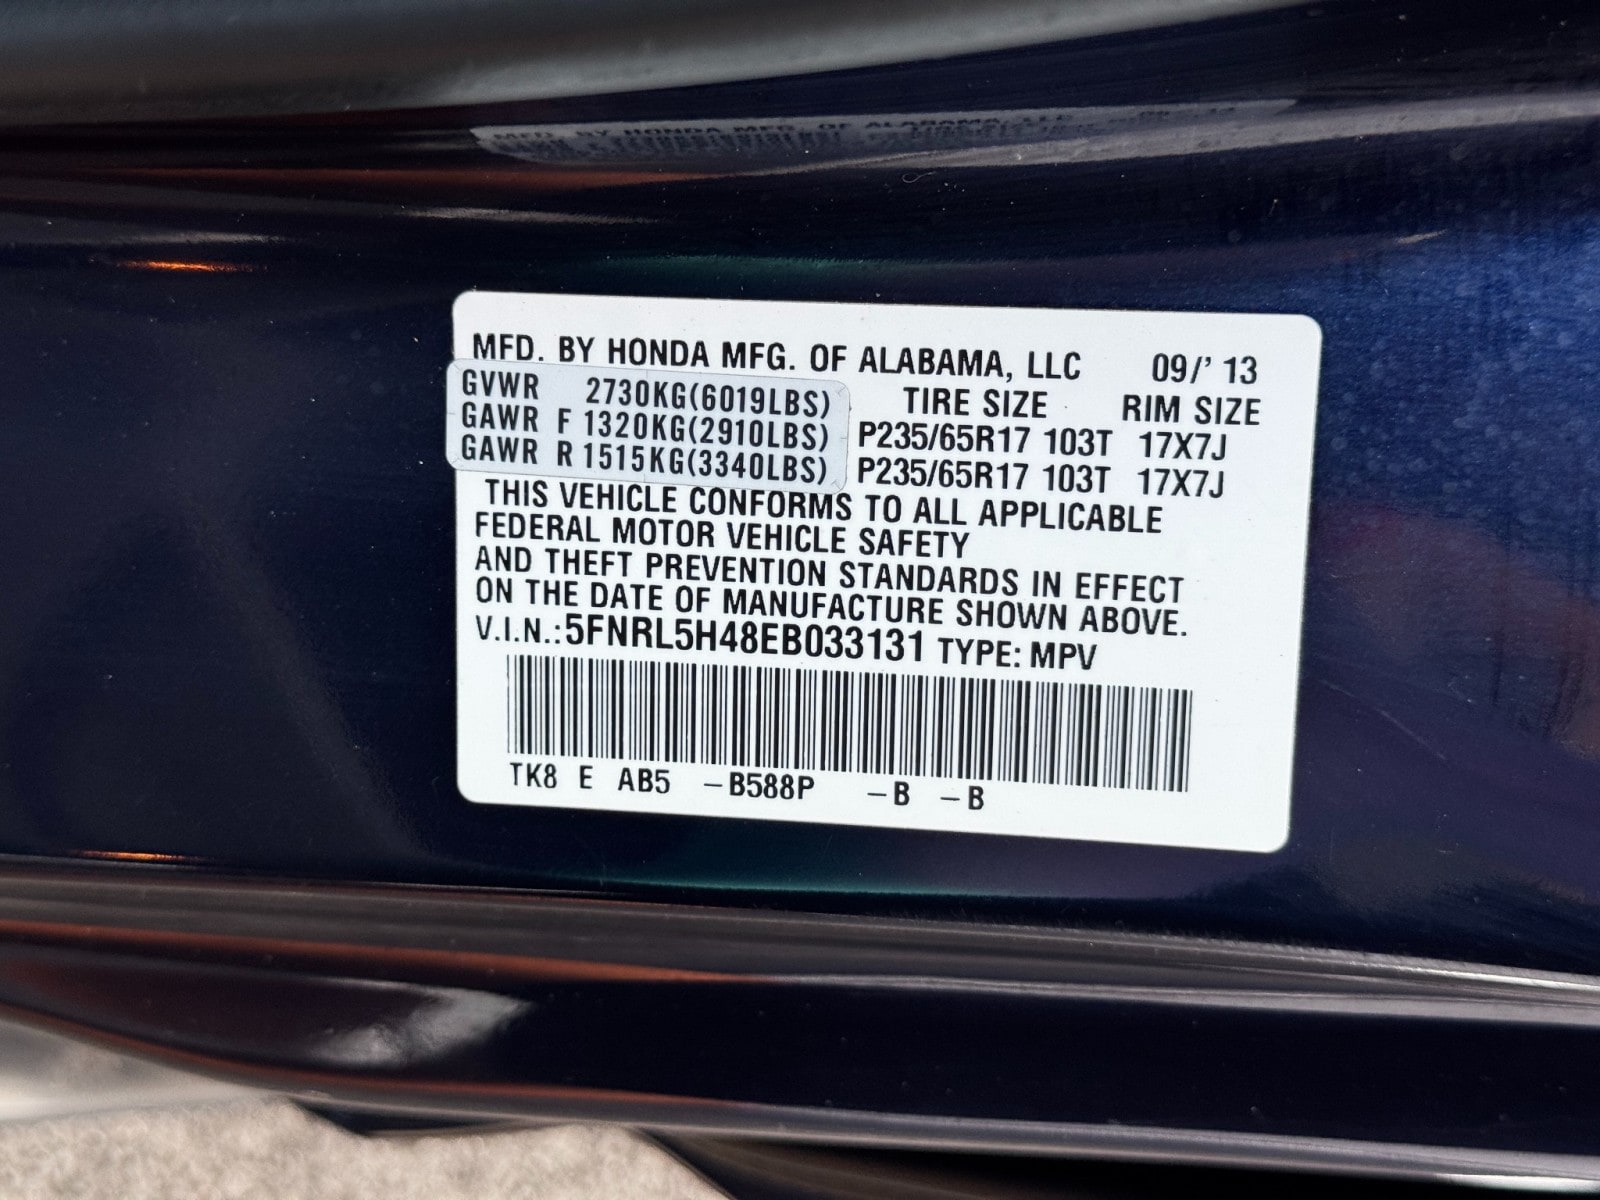 MFD. BY HONDA MFG. OF ALABAMA, LLC 09/' 13
GVWR 2730KG(6019LBS) TIRE SIZE RIM SIZE
GAWR F 1320KG(2910LBS) P235/65R17 103T 17X7J
GAWR R 1515KG(3340LBS) P235/65R17 103T 17X7J
THIS VEHICLE CONFORMS TO ALL APPLICABLE
FEDERAL MOTOR VEHICLE SAFETY
AND THEFT PREVENTION STANDARDS IN EFFECT
ON THE DATE OF MANUFACTURE SHOWN ABOVE.
V.I.N.:5FNRL5H48EB033131 TYPE: MPV
TK8 E AB5 -B588P -B -B